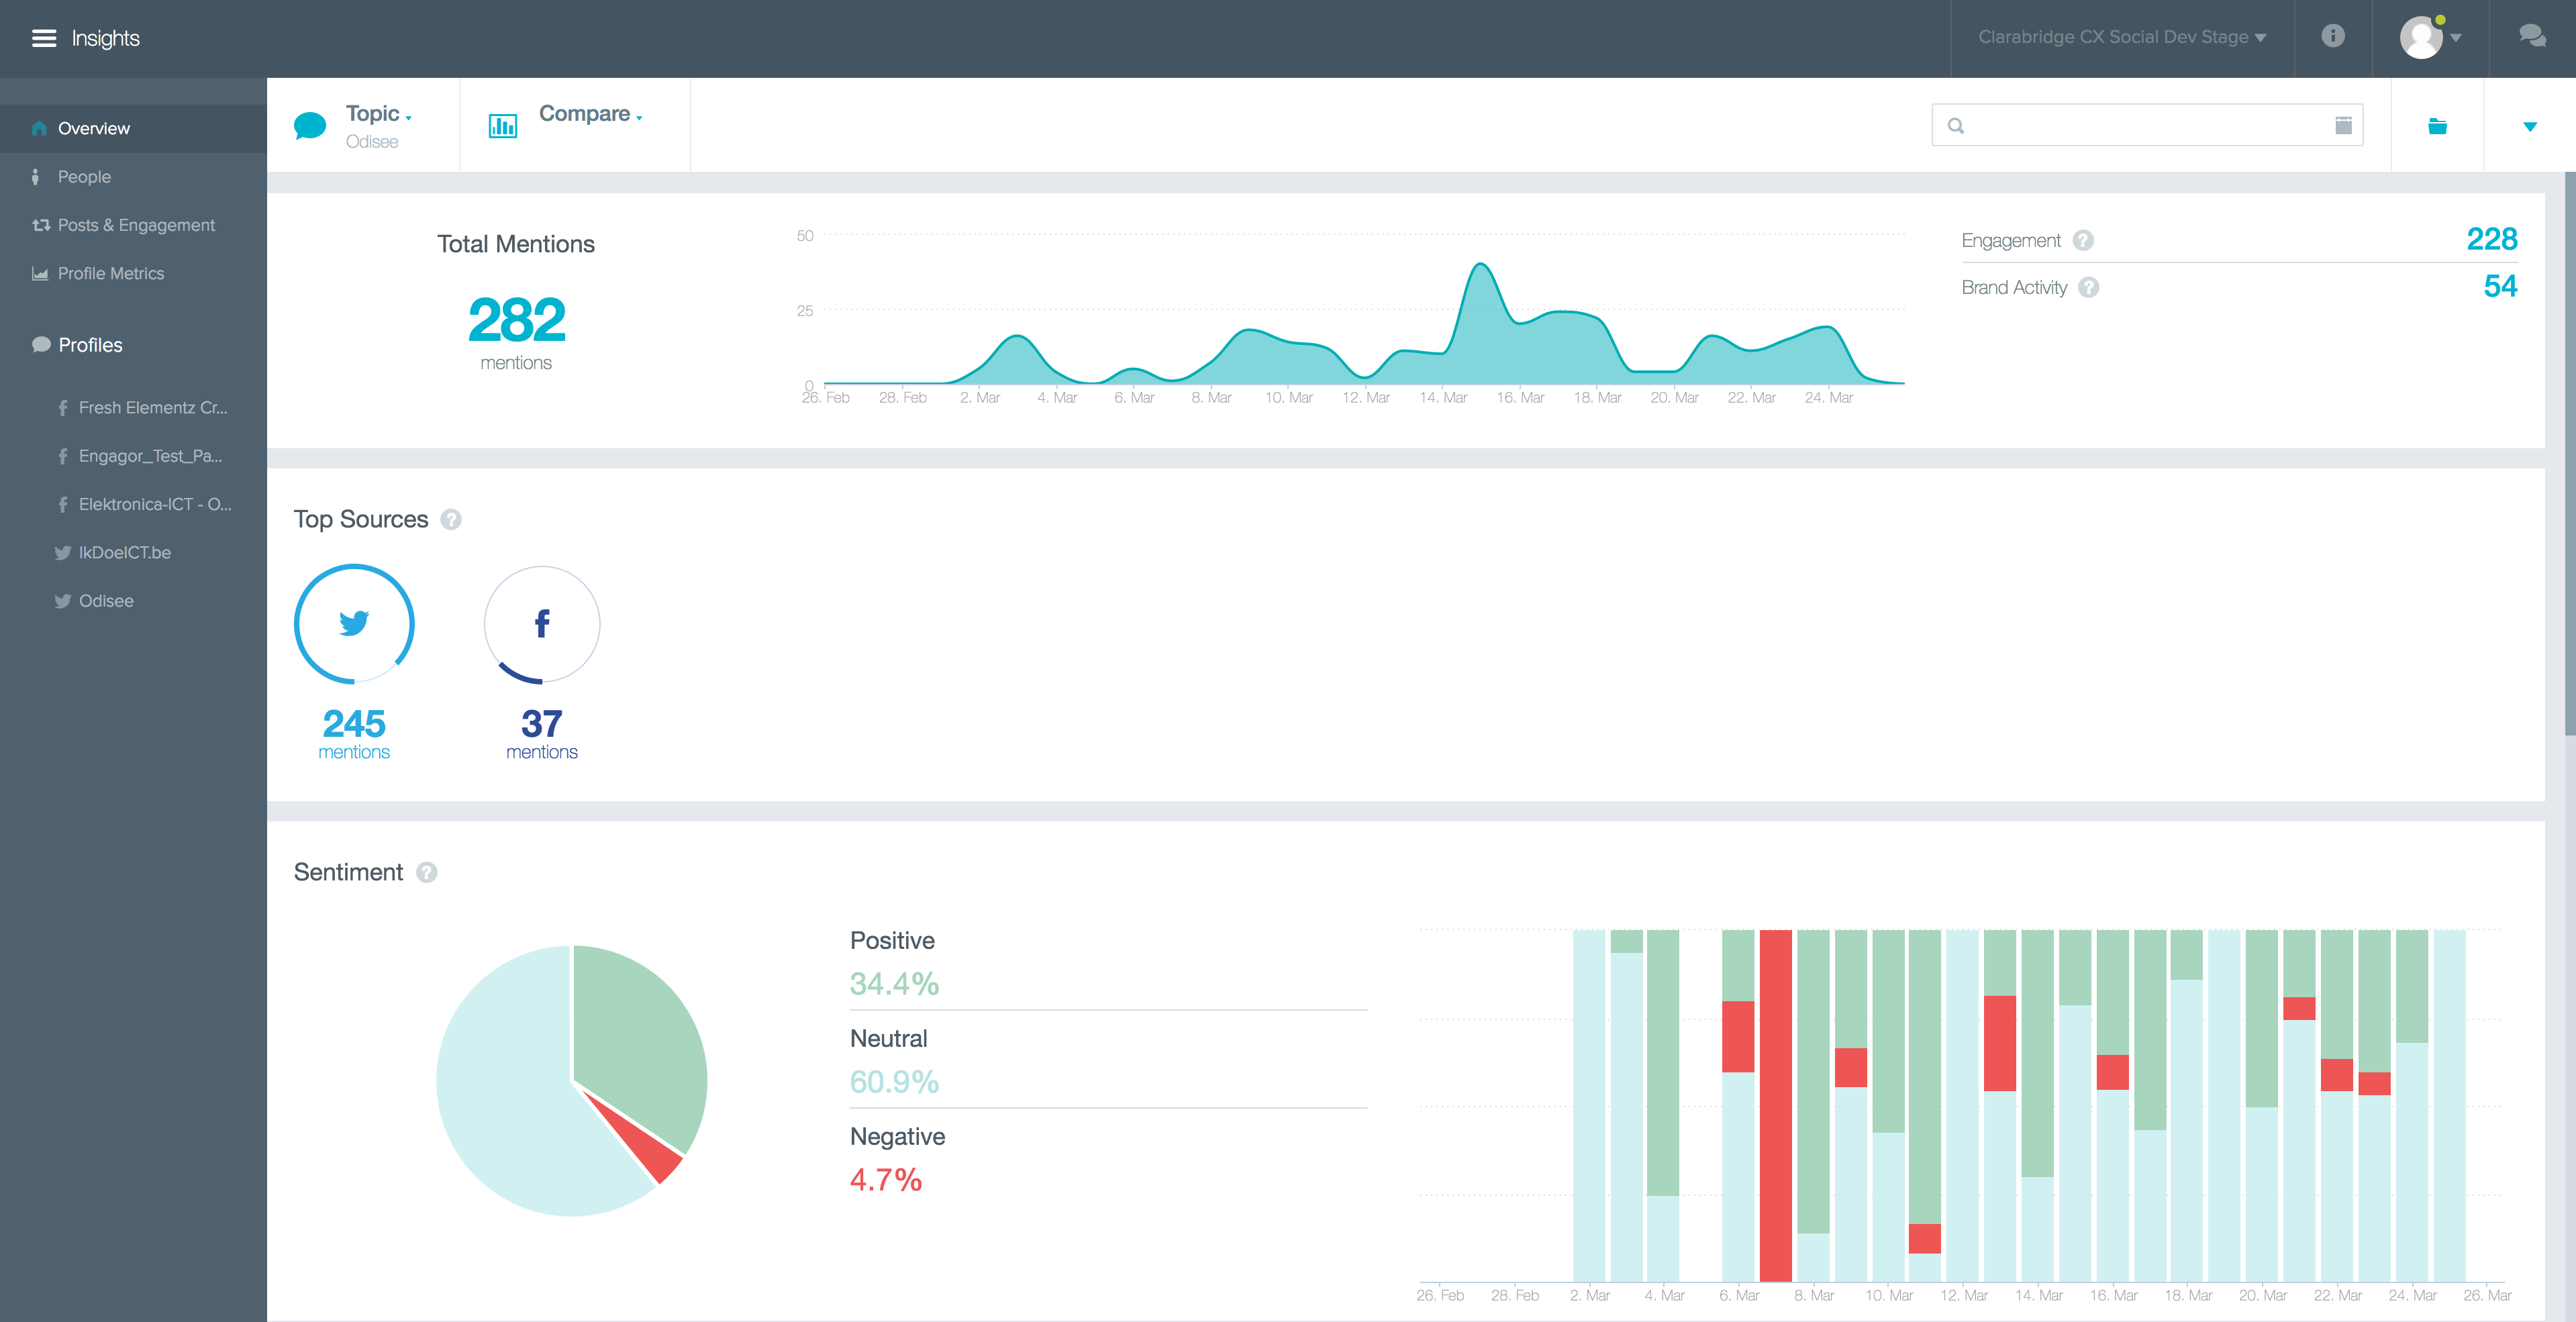 Insights
Clarabridge CX Social Dev Stage
Overview
People
Posts & Engagement
Profile Metrics
Profiles
Fresh Elementz Cr...
Engagor_Test_Pa...
Elektronica-ICT - O...
IkDoeICT.be
Odisee
Topic
Odisee
Compare
Total Mentions
282
mentions
50
25
0
26. Feb 28. Feb 2. Mar 4. Mar 6. Mar 8. Mar 10. Mar 12. Mar 14. Mar 16. Mar 18. Mar 20. Mar 22. Mar 24. Mar
Engagement ? 228
Brand Activity ? 54
Top Sources ?
245
mentions
37
mentions
Sentiment ?
Positive
34.4%
Neutral
60.9%
Negative
4.7%
26. Feb 28. Feb 2. Mar 4. Mar 6. Mar 8. Mar 10. Mar 12. Mar 14. Mar 16. Mar 18. Mar 20. Mar 22. Mar 24. Mar 26. Mar